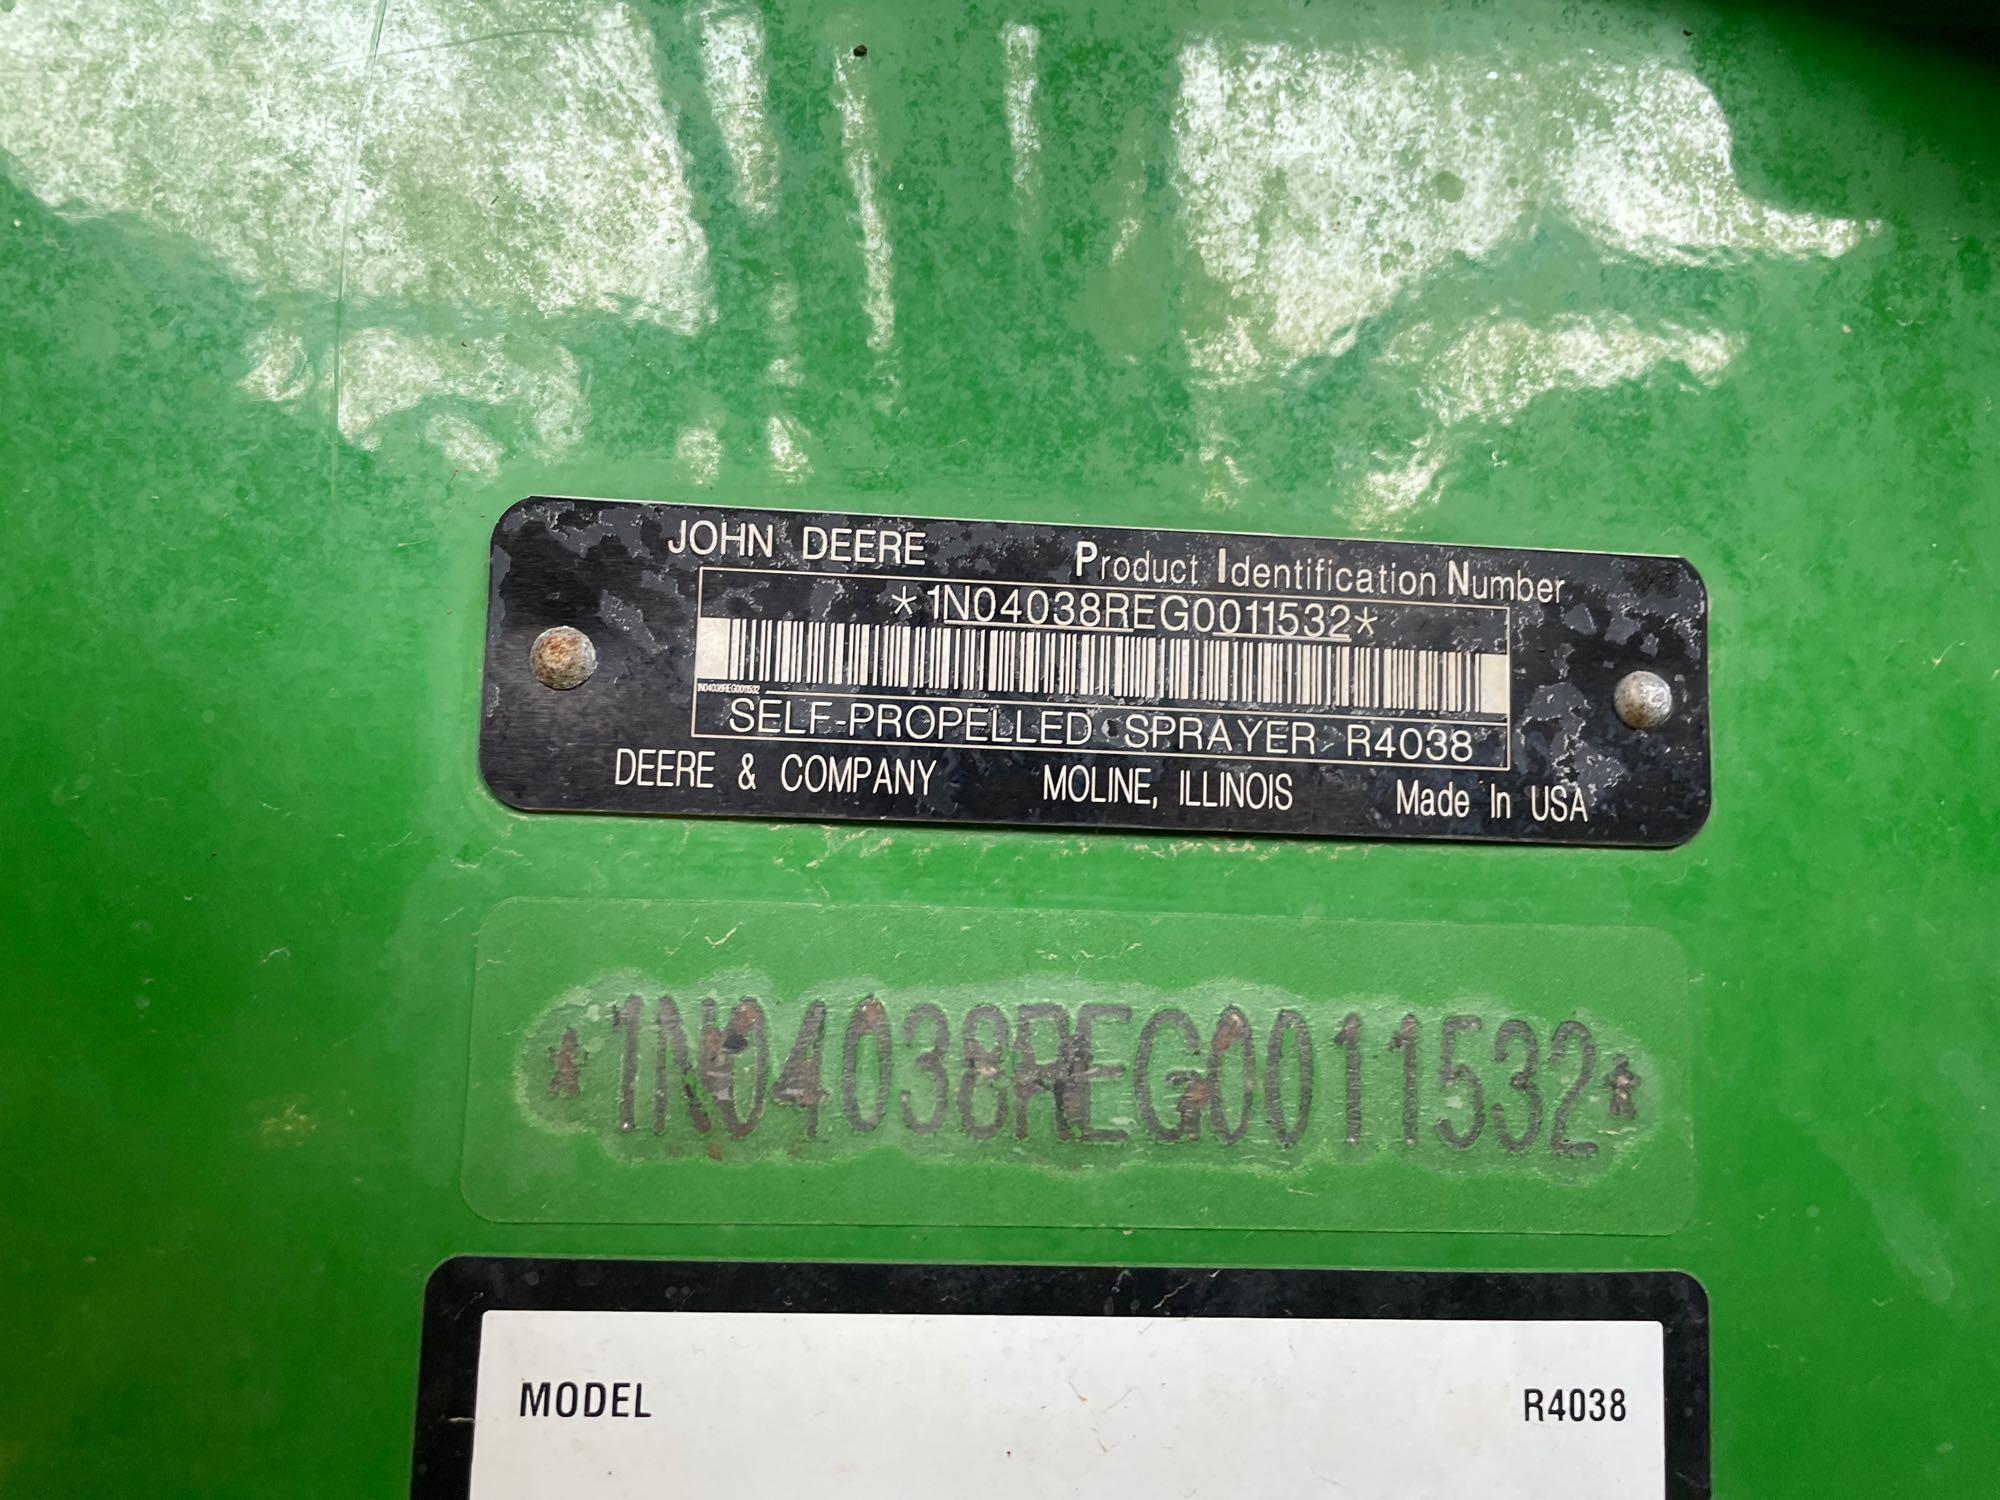 JOHN DEERE Product Identification Number
*1N04038REG0011532*
1N04038REG0011532
SELF-PROPELLED SPRAYER R4038
DEERE & COMPANY MOLINE, ILLINOIS Made In USA
*1N04038REG0011532*
MODEL R4038